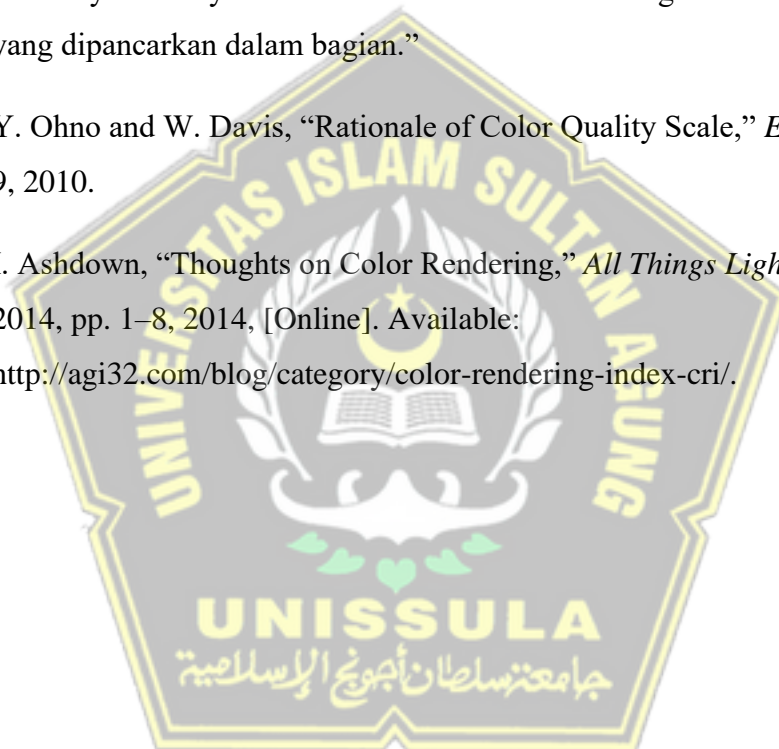 yang dipancarkan dalam bagian.”
Y. Ohno and W. Davis, “Rationale of Color Quality Scale,”
9, 2010.
I. Ashdown, “Thoughts on Color Rendering,” All Things Ligh
2014, pp. 1–8, 2014, [Online]. Available:
http://agi32.com/blog/category/color-rendering-index-cri/.
UNIVERSITAS ISLAM SULTAN AGUNG
UNISSULA
جامعة سلطان أجونج الإسلامية